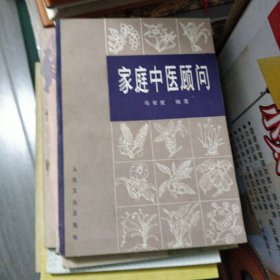 家庭中医顾问
马有度 编著
人民卫生出版社